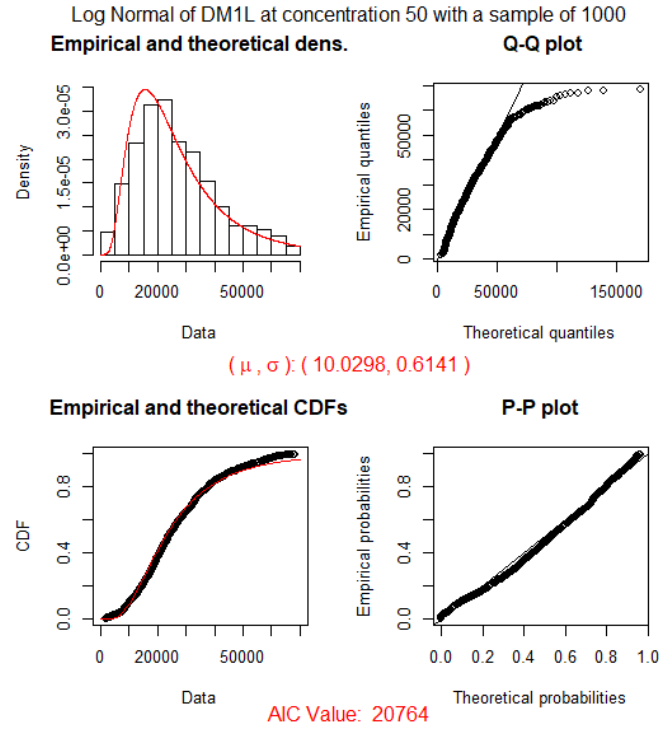 Log Normal of DM1L at concentration 50 with a sample of 1000
Empirical and theoretical dens.
Density
0.0e+00 1.5e-05 3.0e-05
0 20000 50000
Data
Q-Q plot
Empirical quantiles
0 20000 50000
0 50000 150000
Theoretical quantiles
( μ , σ ): ( 10.0298, 0.6141 )
Empirical and theoretical CDFs
CDF
0.0 0.4 0.8
0 20000 50000
Data
P-P plot
Empirical probabilities
0.0 0.4 0.8
0.0 0.2 0.4 0.6 0.8 1.0
Theoretical probabilities
AIC Value: 20764